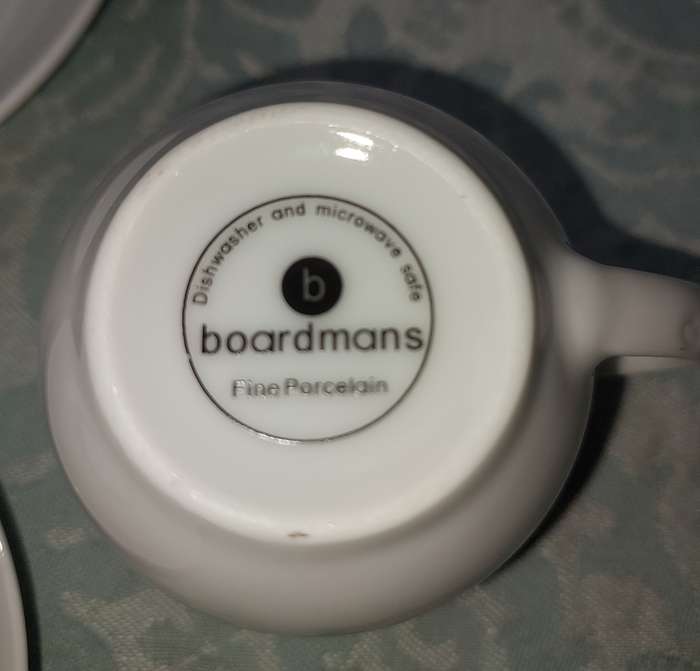 Dishwasher and microwave safe
b
boardmans
Fine Porcelain